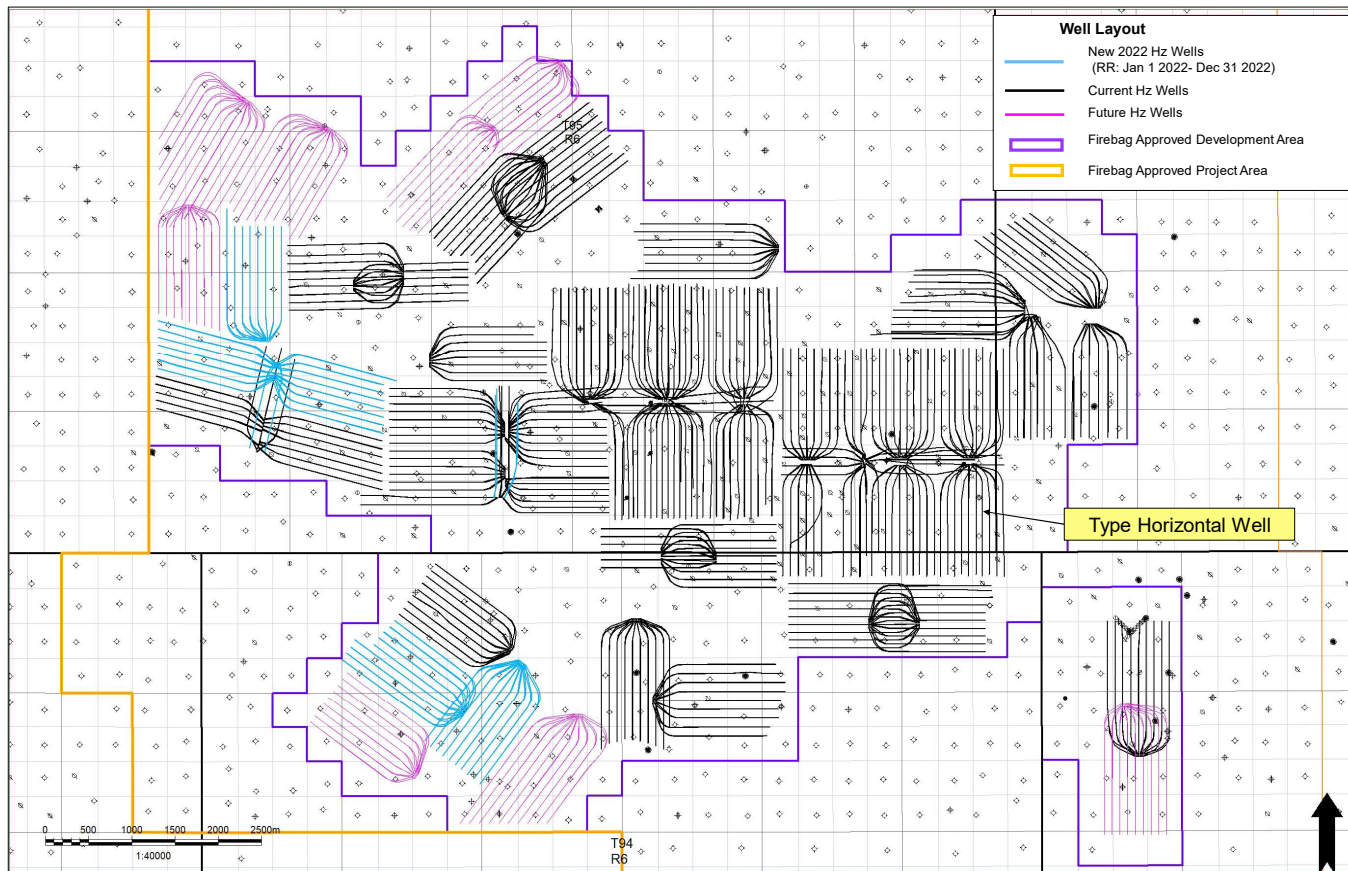 Well Layout
New 2022 Hz Wells
(RR: Jan 1 2022- Dec 31 2022)
Current Hz Wells
Future Hz Wells
Firebag Approved Development Area
Firebag Approved Project Area
T95
R6
Type Horizontal Well
0 500 1000 1500 2000 2500m
1:40000
T94
R6